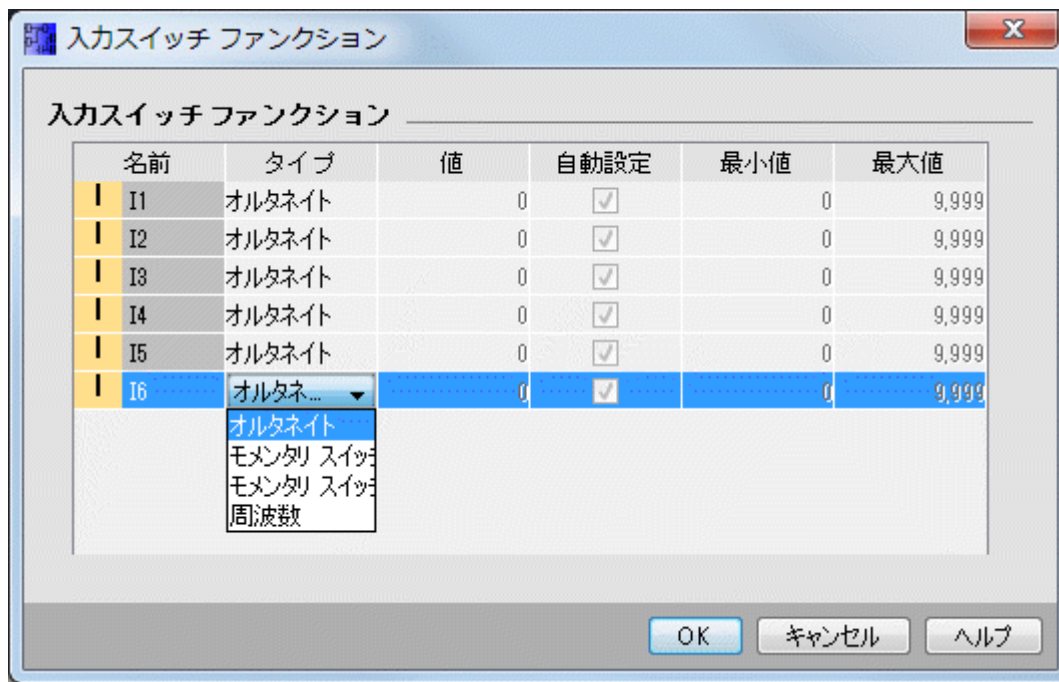 入力スイッチ ファンクション
入力スイッチ ファンクション
名前 タイプ 値 自動設定 最小値 最大値
I I1 オルタネイト 0 0 9,999
I I2 オルタネイト 0 0 9,999
I I3 オルタネイト 0 0 9,999
I I4 オルタネイト 0 0 9,999
I I5 オルタネイト 0 0 9,999
I I6 オルタネ... 0 0 9,999
オルタネイト
モメンタリ スイッチ
モメンタリ スイッチ
周波数
OK キャンセル ヘルプ